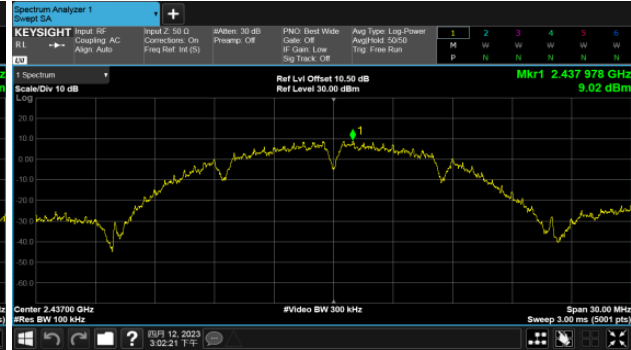 Spectrum Analyzer 1
Swept SA
+
KEYSIGHT
RL
LXI
Input: RF
Coupling: AC
Align: Auto
Input Z: 50 Ω
Corrections: On
Freq Ref: Int (S)
#Atten: 30 dB
Preamp: Off
PNO: Best Wide
Gate: Off
IF Gain: Low
Sig Track: Off
Avg Type: Log-Power
Avg|Hold: 50/50
Trig: Free Run
1 2 3 4 5 6
M W W W W W
P N N N N N
1 Spectrum
Scale/Div 10 dB
Log
Ref Lvl Offset 10.50 dB
Ref Level 30.00 dBm
Mkr1 2.437 978 GHz
9.02 dBm
20.0
10.0
0.00
-10.0
-20.0
-30.0
-40.0
-50.0
-60.0
1
Center 2.43700 GHz
#Res BW 100 kHz
#Video BW 300 kHz
Span 30.00 MHz
Sweep 3.00 ms (5001 pts)
?
四月 12, 2023
3:02:21 下午